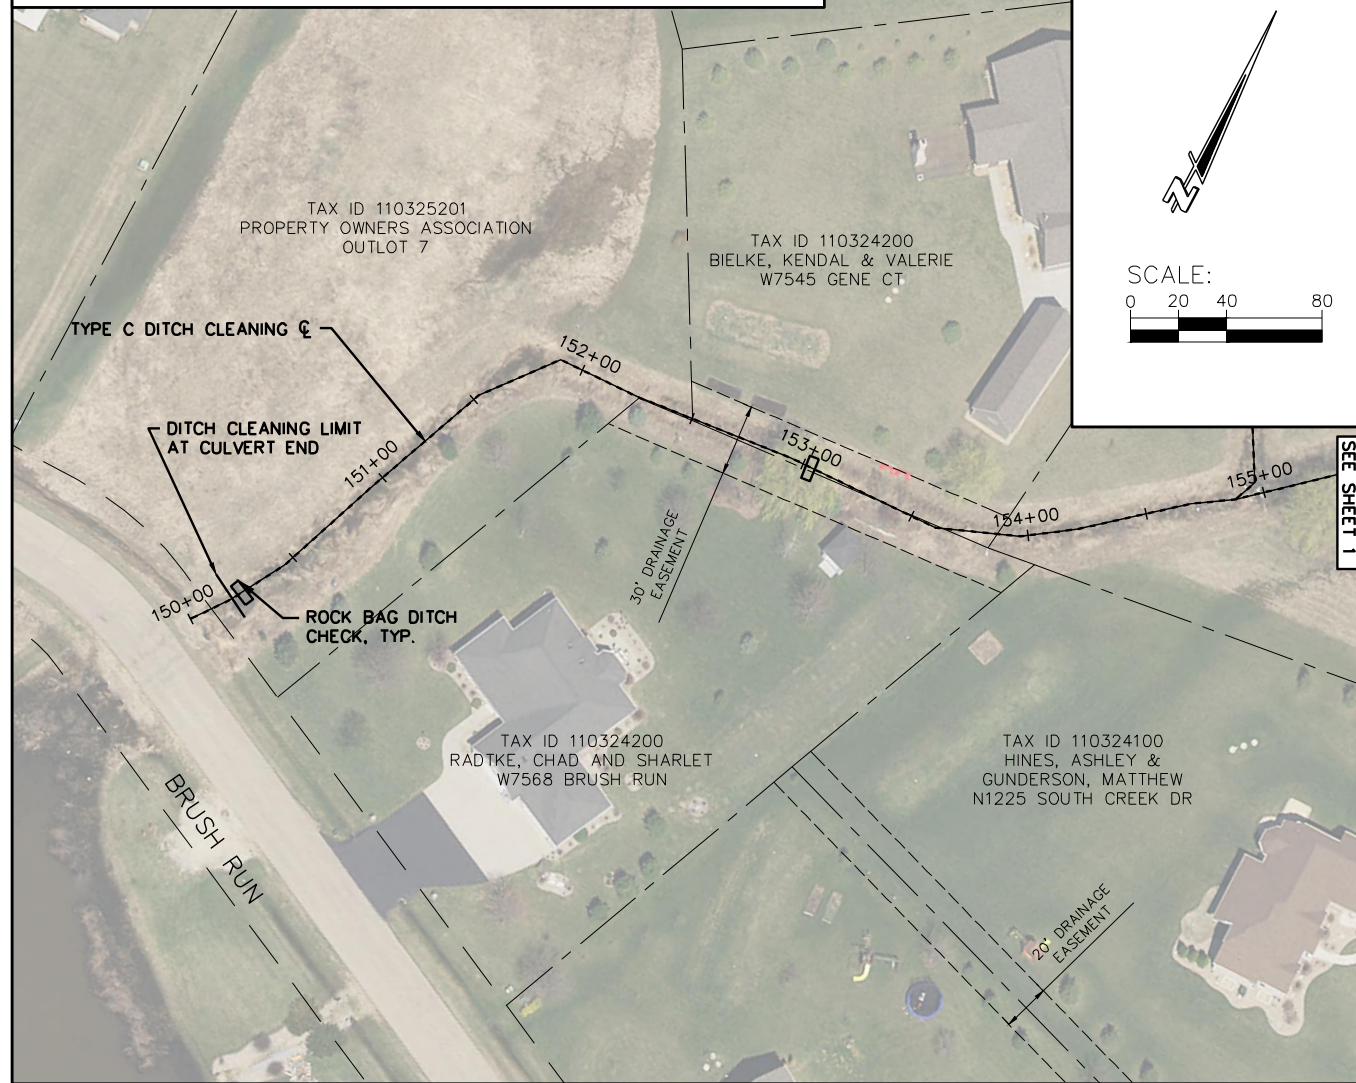 TAX ID 110325201
PROPERTY OWNERS ASSOCIATION
OUTLOT 7
TAX ID 110324200
BIELKE, KENDAL & VALERIE
W7545 GENE CT
N
SCALE:
0 20 40 80
TYPE C DITCH CLEANING ℄
DITCH CLEANING LIMIT
AT CULVERT END
150+00
151+00
152+00
153+00
154+00
155+00
SEE SHEET 1
30' DRAINAGE
EASEMENT
ROCK BAG DITCH
CHECK, TYP.
TAX ID 110324200
RADTKE, CHAD AND SHARLET
W7568 BRUSH RUN
TAX ID 110324100
HINES, ASHLEY &
GUNDERSON, MATTHEW
N1225 SOUTH CREEK DR
BRUSH RUN
20' DRAINAGE
EASEMENT